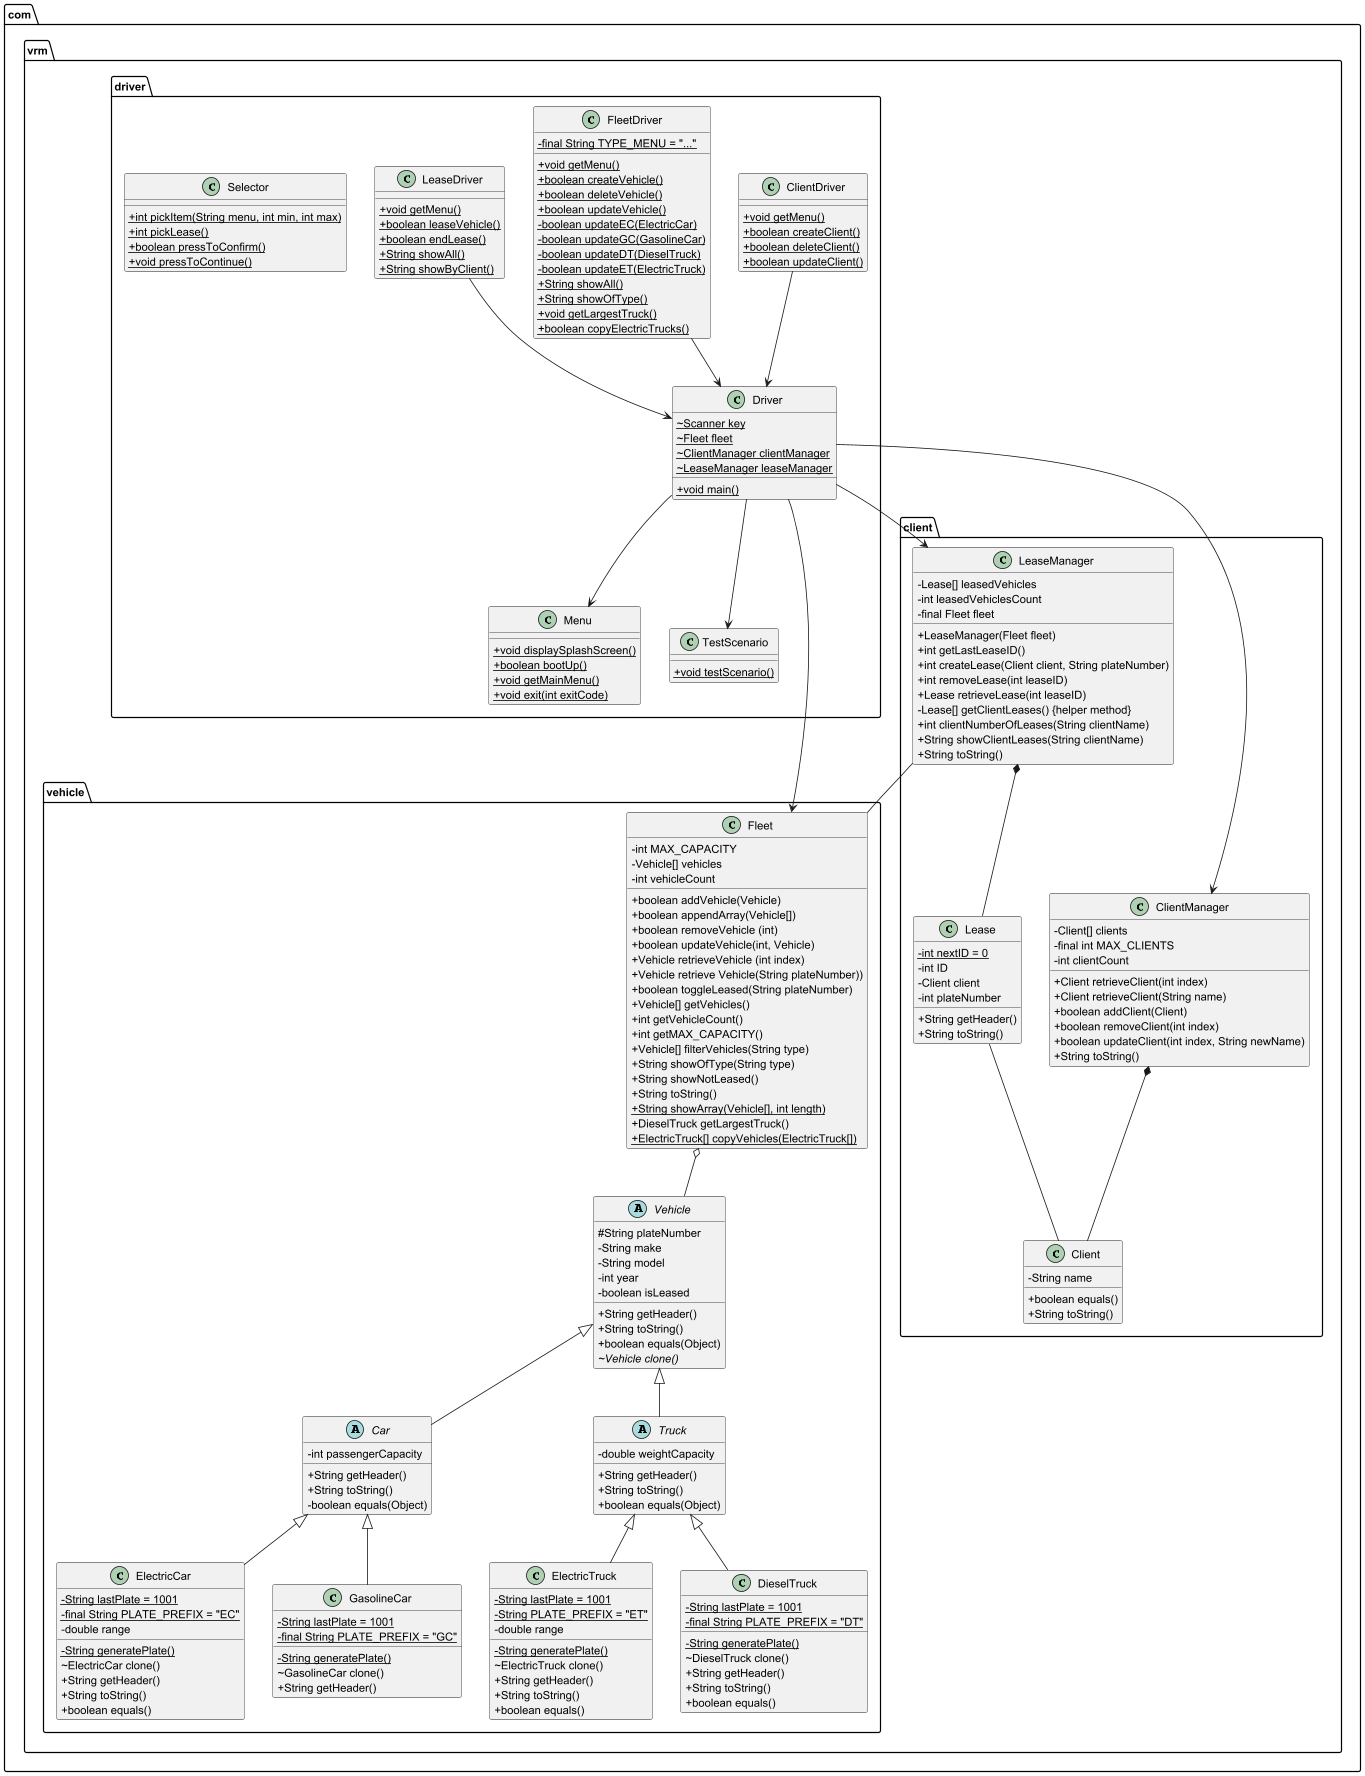 com
vrm
driver
C Selector
+int pickItem(String menu, int min, int max)
+int pickLease()
+boolean pressToConfirm()
+void pressToContinue()
C LeaseDriver
+void getMenu()
+boolean leaseVehicle()
+boolean endLease()
+String showAll()
+String showByClient()
C FleetDriver
-final String TYPE_MENU = "..."
+void getMenu()
+boolean createVehicle()
+boolean deleteVehicle()
+boolean updateVehicle()
-boolean updateEC(ElectricCar)
-boolean updateGC(GasolineCar)
-boolean updateDT(DieselTruck)
-boolean updateET(ElectricTruck)
+String showAll()
+String showOfType()
+void getLargestTruck()
+boolean copyElectricTrucks()
C ClientDriver
+void getMenu()
+boolean createClient()
+boolean deleteClient()
+boolean updateClient()
C Driver
~Scanner key
~Fleet fleet
~ClientManager clientManager
~LeaseManager leaseManager
+void main()
C Menu
+void displaySplashScreen()
+boolean bootUp()
+void getMainMenu()
+void exit(int exitCode)
C TestScenario
+void testScenario()
client
C LeaseManager
-Lease[] leasedVehicles
-int leasedVehiclesCount
-final Fleet fleet
+LeaseManager(Fleet fleet)
+int getLastLeaseID()
+int createLease(Client client, String plateNumber)
+int removeLease(int leaseID)
+Lease retrieveLease(int leaseID)
-Lease[] getClientLeases() {helper method}
+int clientNumberOfLeases(String clientName)
+String showClientLeases(String clientName)
+String toString()
C Lease
-int nextID = 0
-int ID
-Client client
-int plateNumber
+String getHeader()
+String toString()
C ClientManager
-Client[] clients
-final int MAX_CLIENTS
-int clientCount
+Client retrieveClient(int index)
+Client retrieveClient(String name)
+boolean addClient(Client)
+boolean removeClient(int index)
+boolean updateClient(int index, String newName)
+String toString()
C Client
-String name
+boolean equals()
+String toString()
vehicle
C Fleet
-int MAX_CAPACITY
-Vehicle[] vehicles
-int vehicleCount
+boolean addVehicle(Vehicle)
+boolean appendArray(Vehicle[])
+boolean removeVehicle (int)
+boolean updateVehicle(int, Vehicle)
+Vehicle retrieveVehicle (int index)
+Vehicle retrieve Vehicle(String plateNumber))
+boolean toggleLeased(String plateNumber)
+Vehicle[] getVehicles()
+int getVehicleCount()
+int getMAX_CAPACITY()
+Vehicle[] filterVehicles(String type)
+String showOfType(String type)
+String showNotLeased()
+String toString()
+String showArray(Vehicle[], int length)
+DieselTruck getLargestTruck()
+ElectricTruck[] copyVehicles(ElectricTruck[])
A Vehicle
#String plateNumber
-String make
-String model
-int year
-boolean isLeased
+String getHeader()
+String toString()
+boolean equals(Object)
~Vehicle clone()
A Car
-int passengerCapacity
+String getHeader()
+String toString()
-boolean equals(Object)
A Truck
-double weightCapacity
+String getHeader()
+String toString()
+boolean equals(Object)
C ElectricCar
-String lastPlate = 1001
-final String PLATE_PREFIX = "EC"
-double range
-String generatePlate()
~ElectricCar clone()
+String getHeader()
+String toString()
+boolean equals()
C GasolineCar
-String lastPlate = 1001
-final String PLATE_PREFIX = "GC"
-String generatePlate()
~GasolineCar clone()
+String getHeader()
C ElectricTruck
-String lastPlate = 1001
-String PLATE_PREFIX = "ET"
-double range
-String generatePlate()
~ElectricTruck clone()
+String getHeader()
+String toString()
+boolean equals()
C DieselTruck
-String lastPlate = 1001
-final String PLATE_PREFIX = "DT"
-String generatePlate()
~DieselTruck clone()
+String getHeader()
+String toString()
+boolean equals()